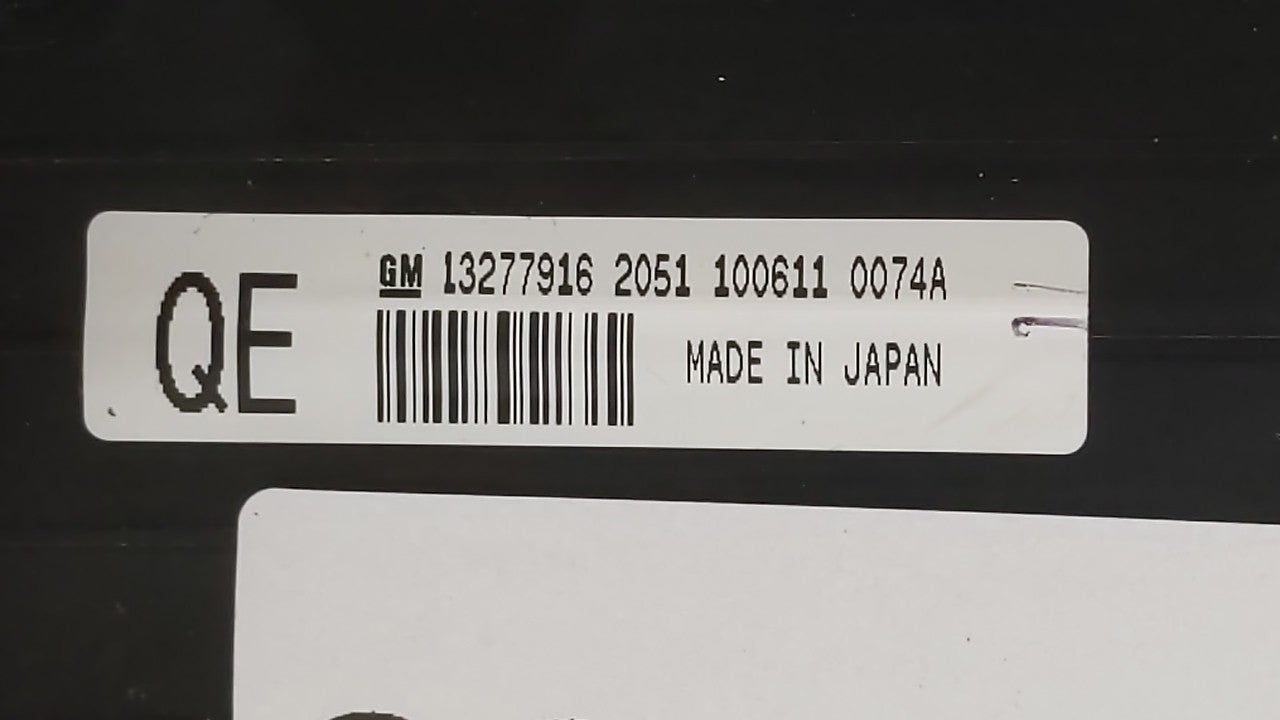 QE
GM 13277916 2051 100611 0074A
MADE IN JAPAN